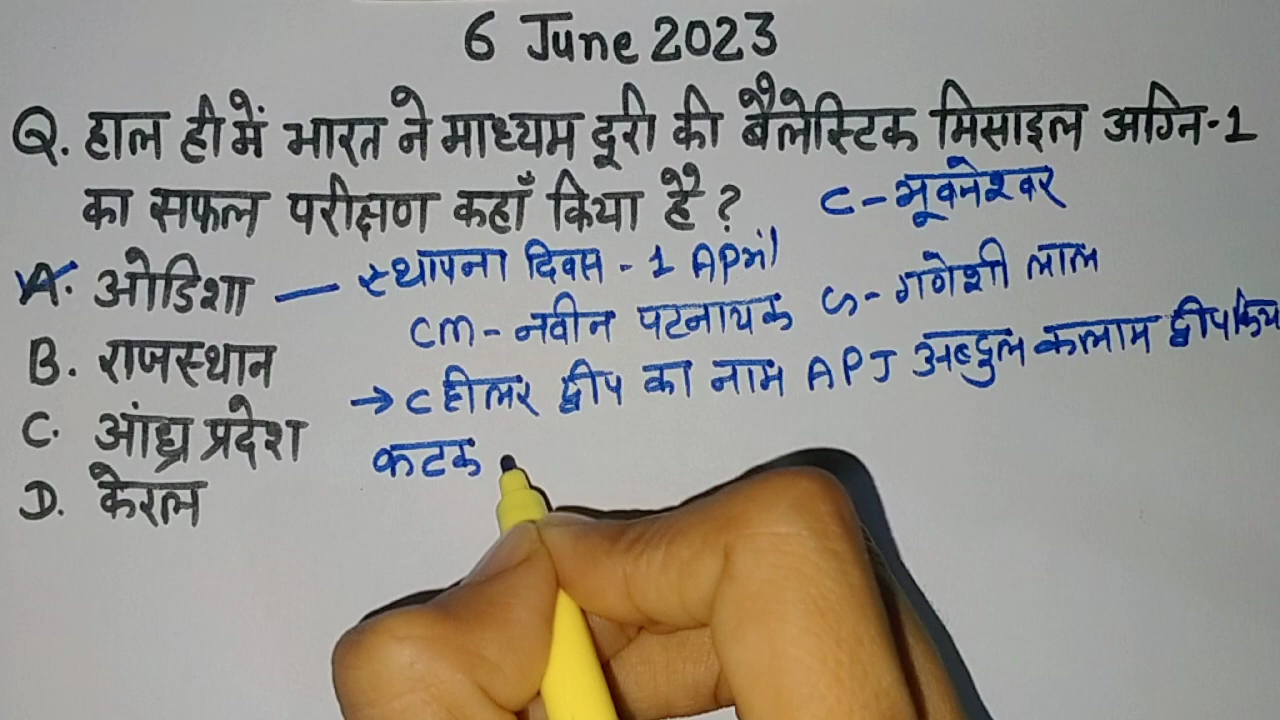 6 June 2023
Q. हाल ही में भारत ने माध्यम दूरी की बैलेस्टिक मिसाइल अग्नि-1
का सफल परीक्षण कहाँ किया है ?
C-भूवनेश्वर
A. ओडिशा — स्थापना दिवस - 1 April
CM - नवीन पटनायक G- गणेशी लाल
B. राजस्थान
→ C हीलर द्वीप का नाम APJ अब्दुल कलाम द्वीप किय
C. आंध्र प्रदेश
कटक
D. केरल